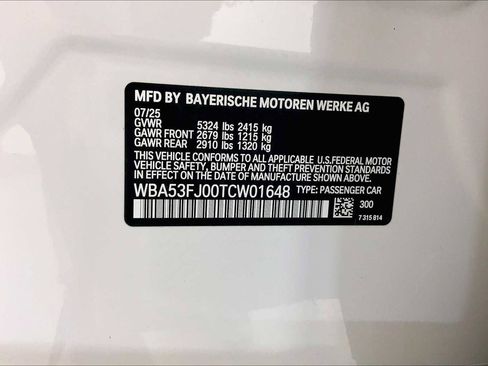 MFD BY BAYERISCHE MOTOREN WERKE AG
07/25
GVWR 5324 lbs 2415 kg
GAWR FRONT 2679 lbs 1215 kg
GAWR REAR 2910 lbs 1320 kg
THIS VEHICLE CONFORMS TO ALL APPLICABLE U.S.FEDERAL MOTOR
VEHICLE SAFETY, BUMPER AND THEFT PREVENTION STANDARDS
IN EFFECT ON THE DATE OF MANUFACTURE SHOWN ABOVE.
WBA53FJ00TCW01648 TYPE: PASSENGER CAR
300
7 315 814